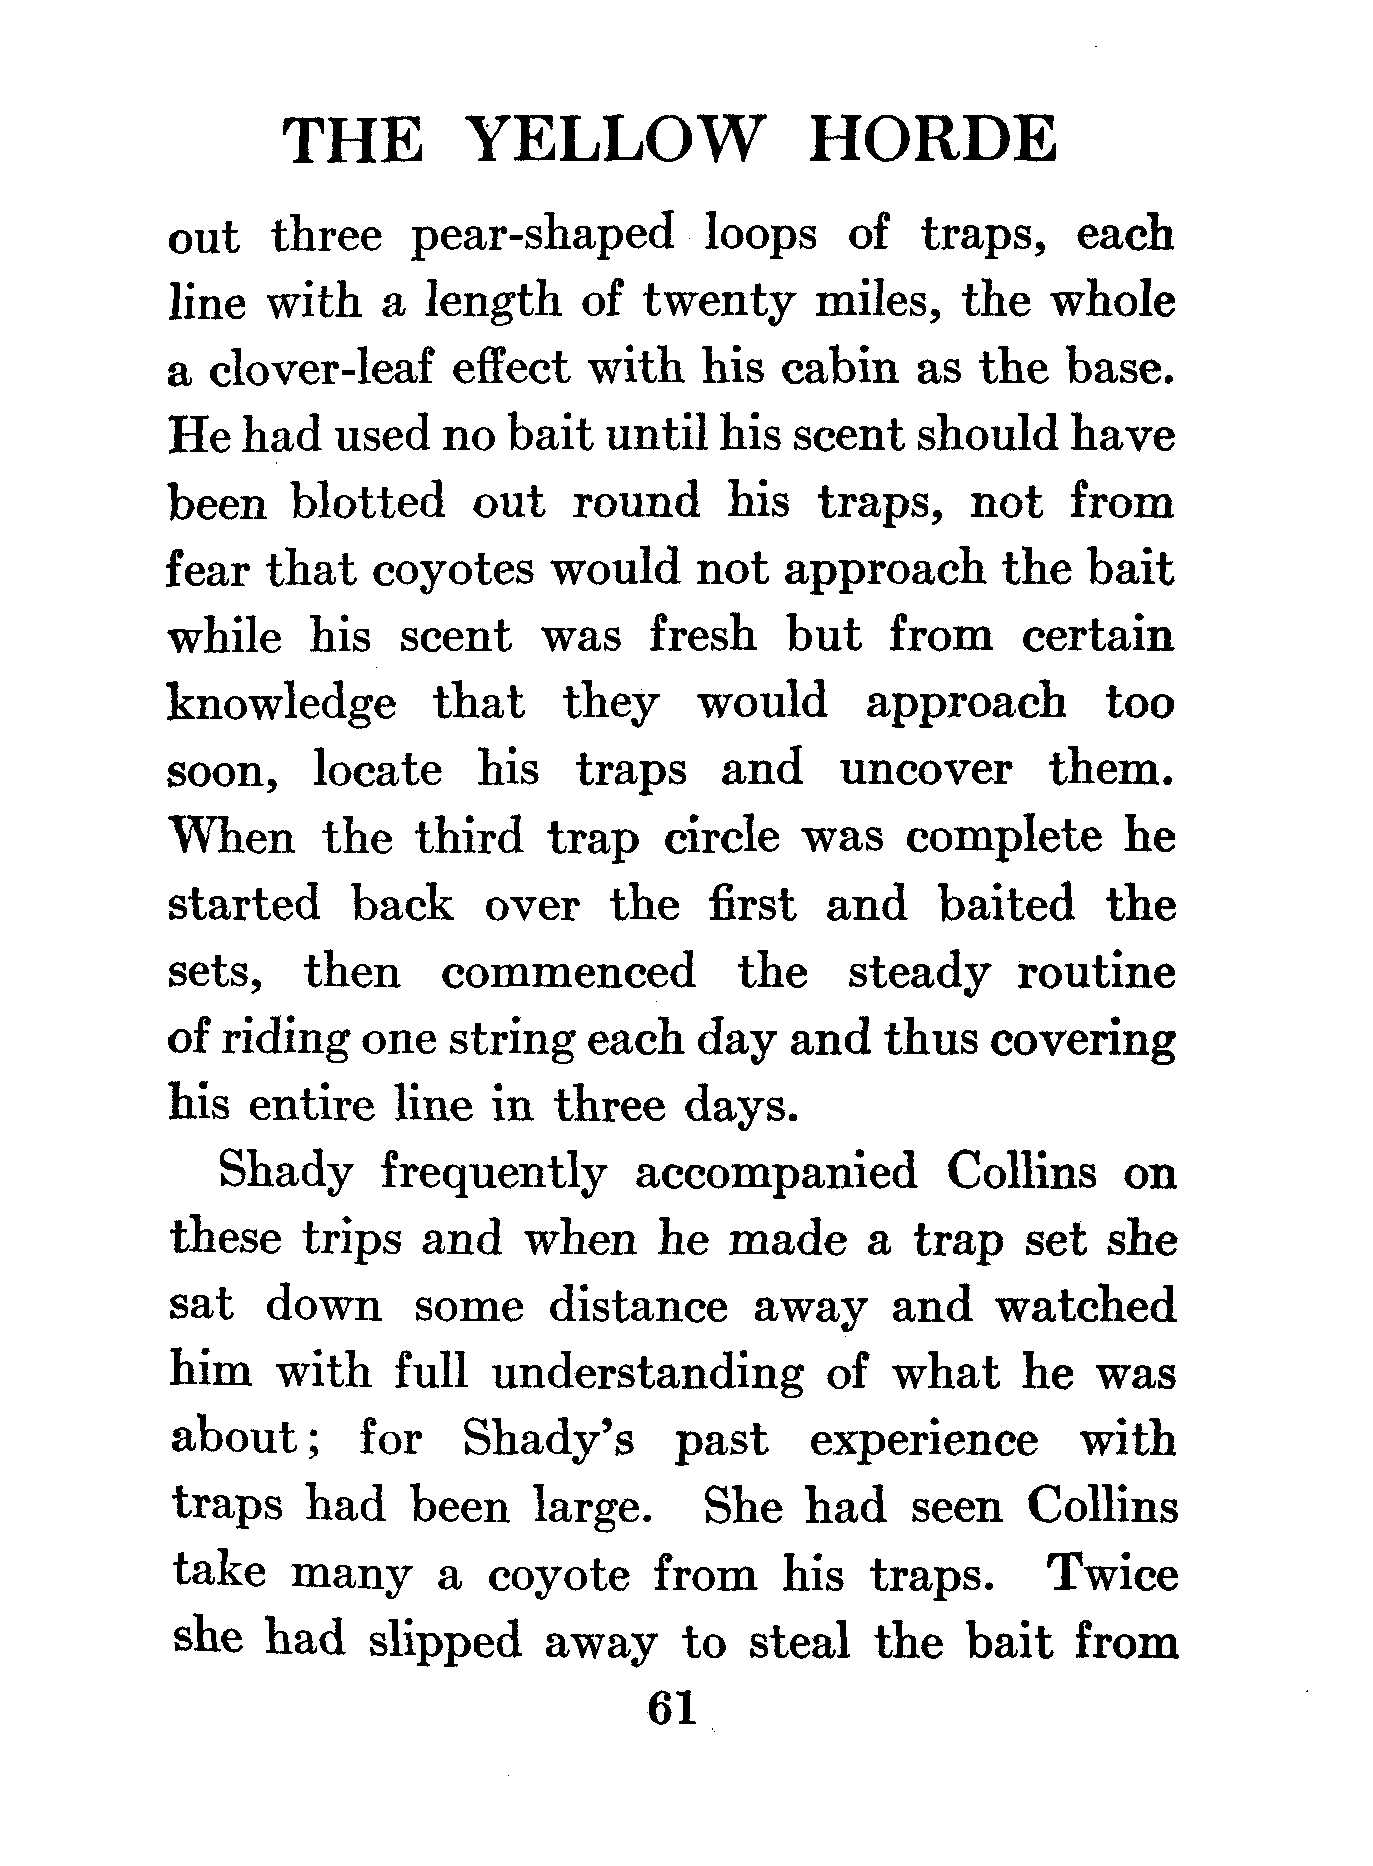 THE YELLOW HORDE
out three pear-shaped loops of traps, each
line with a length of twenty miles, the whole
a clover-leaf effect with his cabin as the base.
He had used no bait until his scent should have
been blotted out round his traps, not from
fear that coyotes would not approach the bait
while his scent was fresh but from certain
knowledge that they would approach too
soon, locate his traps and uncover them.
When the third trap circle was complete he
started back over the first and baited the
sets, then commenced the steady routine
of riding one string each day and thus covering
his entire line in three days.
Shady frequently accompanied Collins on
these trips and when he made a trap set she
sat down some distance away and watched
him with full understanding of what he was
about; for Shady's past experience with
traps had been large. She had seen Collins
take many a coyote from his traps. Twice
she had slipped away to steal the bait from
61